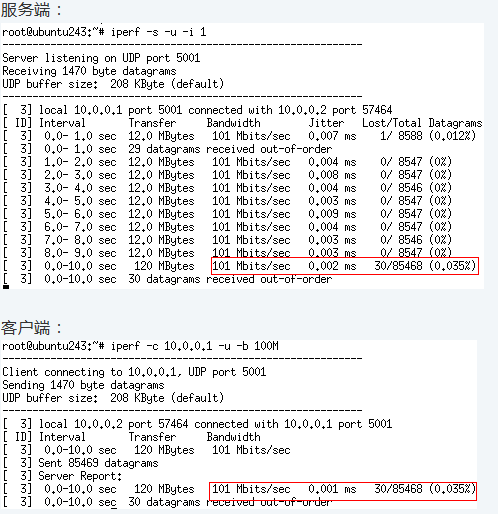 服务端：
root@ubuntu243:~# iperf -s -u -i 1
------------------------------------------------------------
Server listening on UDP port 5001
Receiving 1470 byte datagrams
UDP buffer size:  208 KByte (default)
------------------------------------------------------------
[  3] local 10.0.0.1 port 5001 connected with 10.0.0.2 port 57464
[ ID] Interval       Transfer     Bandwidth        Jitter   Lost/Total Datagrams
[  3]  0.0- 1.0 sec  12.0 MBytes   101 Mbits/sec   0.007 ms    1/ 8588 (0.012%)
[  3]  0.0- 1.0 sec  29 datagrams received out-of-order
[  3]  1.0- 2.0 sec  12.0 MBytes   101 Mbits/sec   0.004 ms    0/ 8547 (0%)
[  3]  2.0- 3.0 sec  12.0 MBytes   101 Mbits/sec   0.008 ms    0/ 8547 (0%)
[  3]  3.0- 4.0 sec  12.0 MBytes   101 Mbits/sec   0.004 ms    0/ 8546 (0%)
[  3]  4.0- 5.0 sec  12.0 MBytes   101 Mbits/sec   0.003 ms    0/ 8547 (0%)
[  3]  5.0- 6.0 sec  12.0 MBytes   101 Mbits/sec   0.009 ms    0/ 8547 (0%)
[  3]  6.0- 7.0 sec  12.0 MBytes   101 Mbits/sec   0.004 ms    0/ 8547 (0%)
[  3]  7.0- 8.0 sec  12.0 MBytes   101 Mbits/sec   0.003 ms    0/ 8546 (0%)
[  3]  8.0- 9.0 sec  12.0 MBytes   101 Mbits/sec   0.003 ms    0/ 8547 (0%)
[  3]  0.0-10.0 sec   120 MBytes   101 Mbits/sec   0.002 ms   30/85468 (0.035%)
[  3]  0.0-10.0 sec  30 datagrams received out-of-order
客户端：
root@ubuntu243:~# iperf -c 10.0.0.1 -u -b 100M
------------------------------------------------------------
Client connecting to 10.0.0.1, UDP port 5001
Sending 1470 byte datagrams
UDP buffer size:  208 KByte (default)
------------------------------------------------------------
[  3] local 10.0.0.2 port 57464 connected with 10.0.0.1 port 5001
[ ID] Interval       Transfer     Bandwidth
[  3]  0.0-10.0 sec   120 MBytes   101 Mbits/sec
[  3] Sent 85469 datagrams
[  3] Server Report:
[  3]  0.0-10.0 sec   120 MBytes   101 Mbits/sec   0.001 ms   30/85468 (0.035%)
[  3]  0.0-10.0 sec  30 datagrams received out-of-order